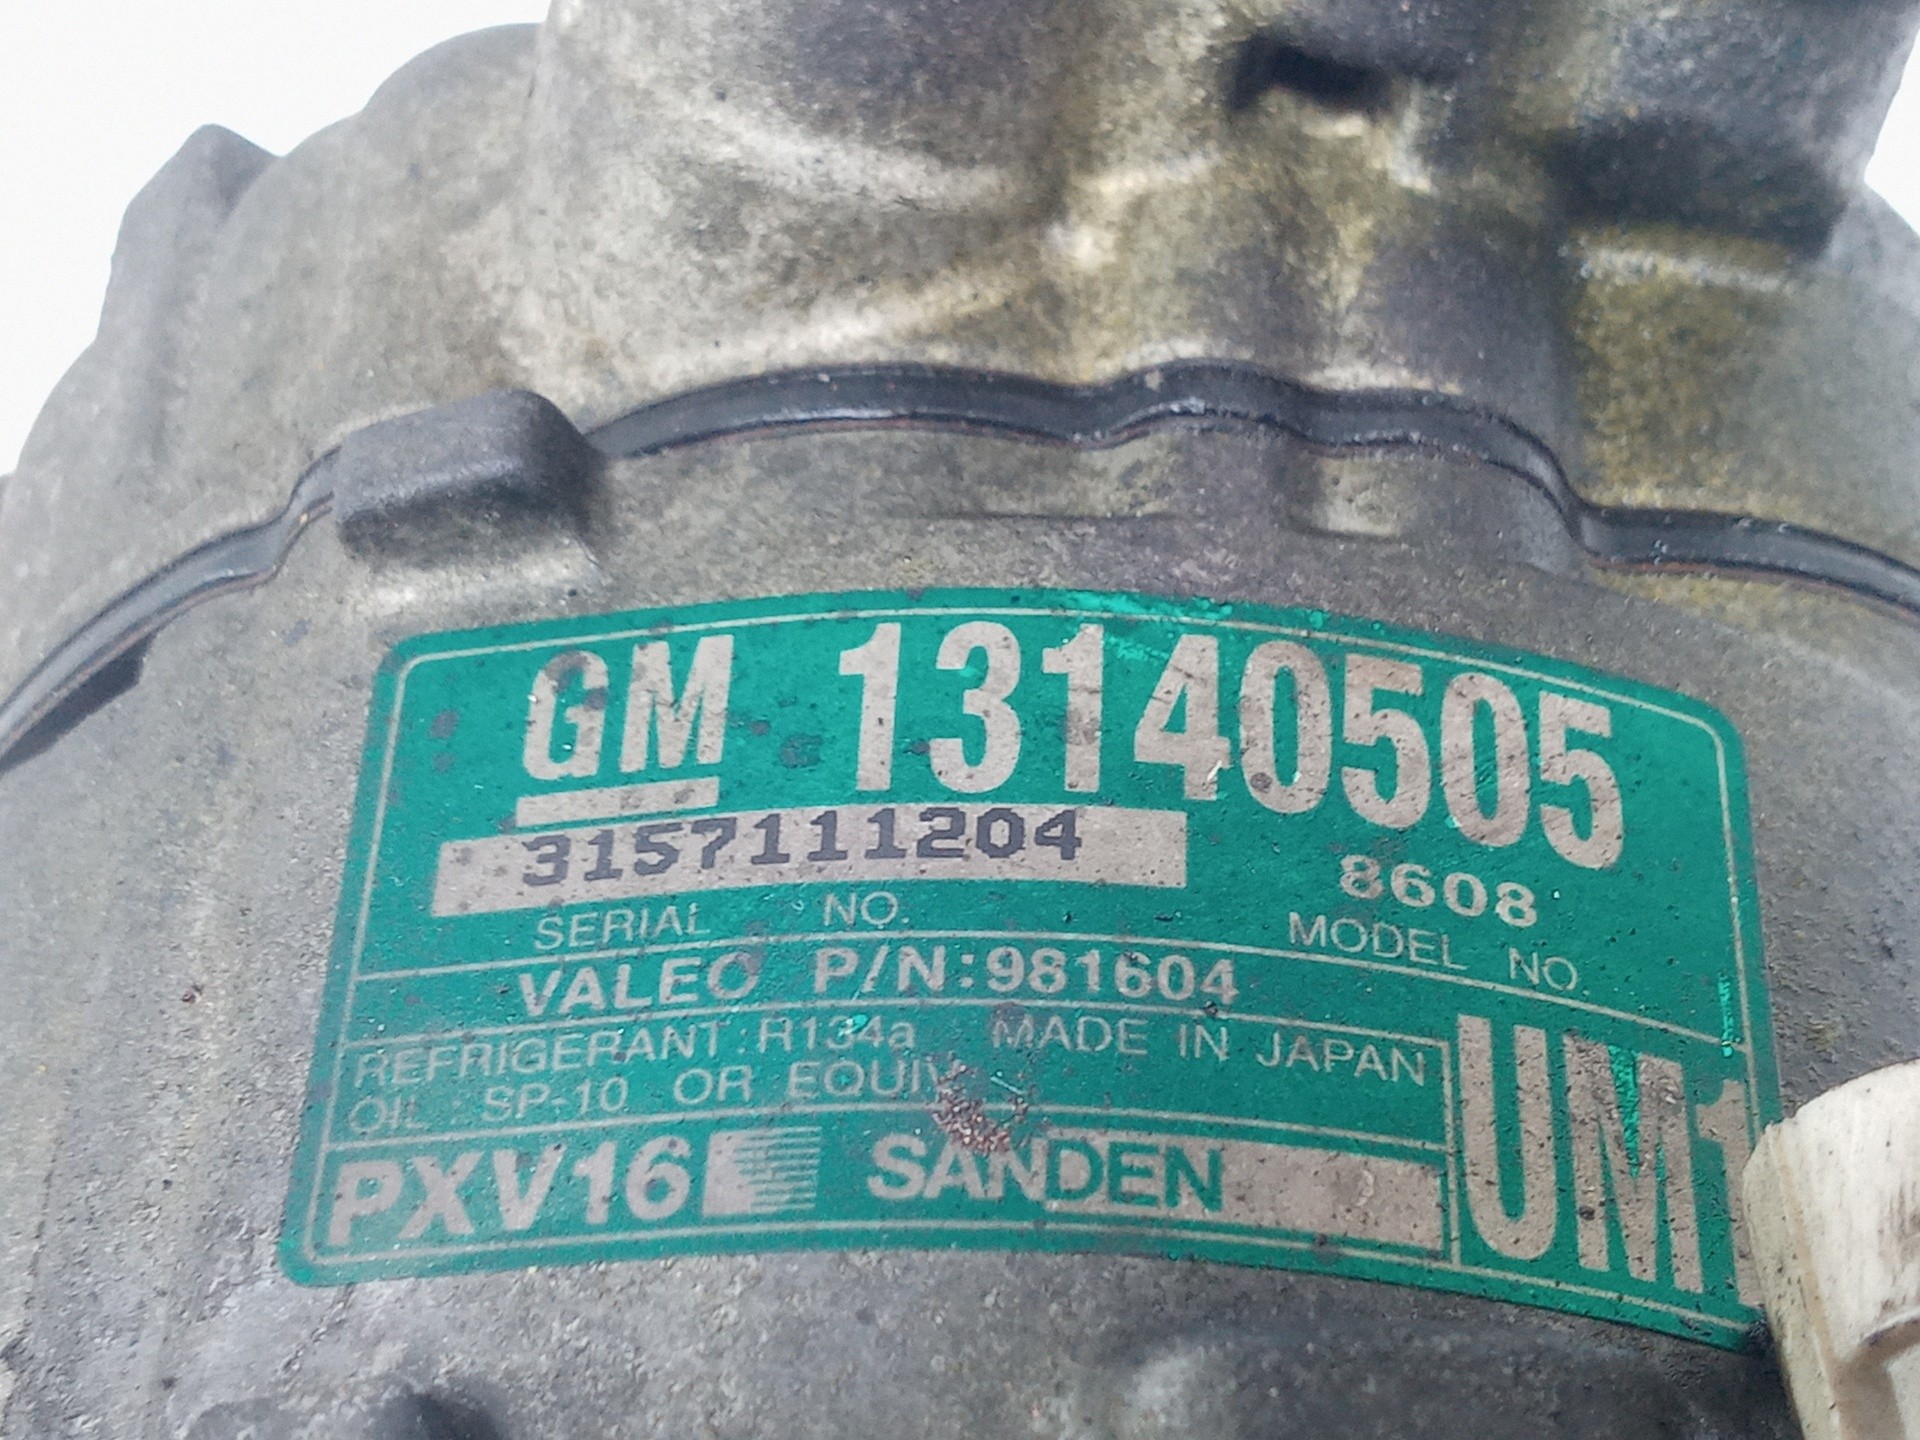 GM 13140505
3157111204
8608
SERIAL NO.
MODEL NO.
VALEO P/N:981604
REFRIGERANT:R134a MADE IN JAPAN
OIL : SP-10 OR EQUIV
PXV16 SANDEN
UM1